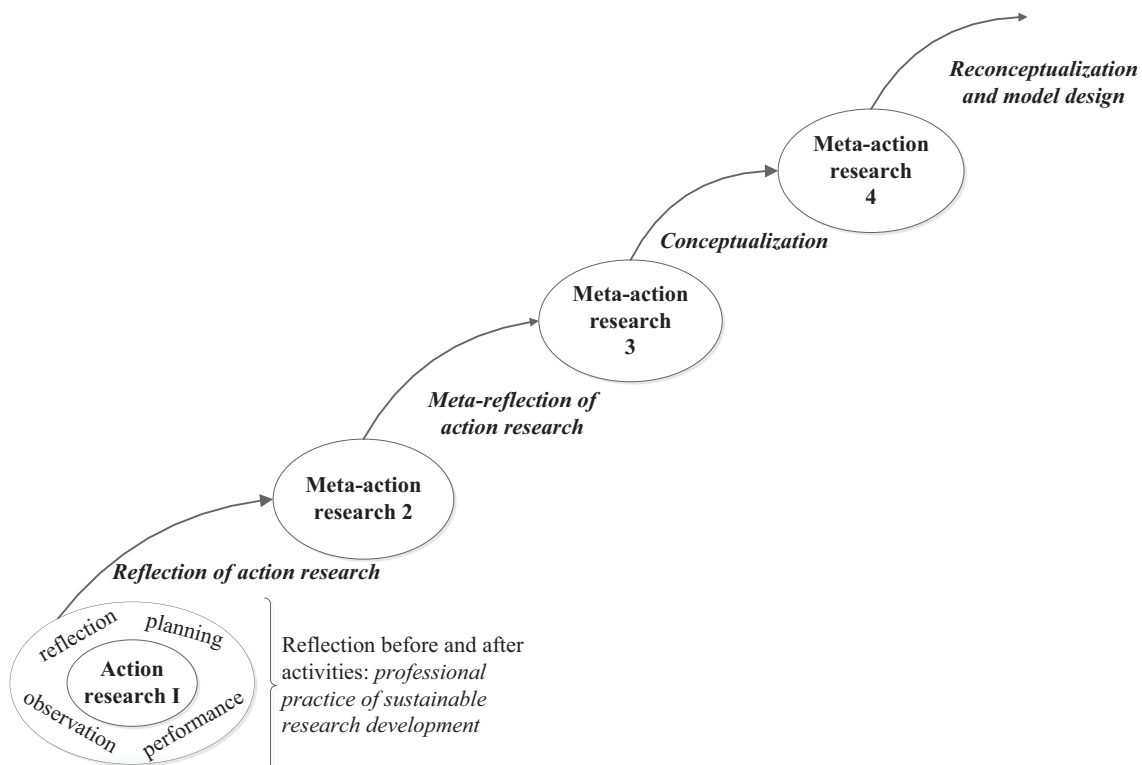 Reconceptualization
and model design
Meta-action
research
4
Conceptualization
Meta-action
research
3
Meta-reflection of
action research
Meta-action
research 2
Reflection of action research
reflection
planning
Action
research I
observation
performance
Reflection before and after
activities: professional
practice of sustainable
research development